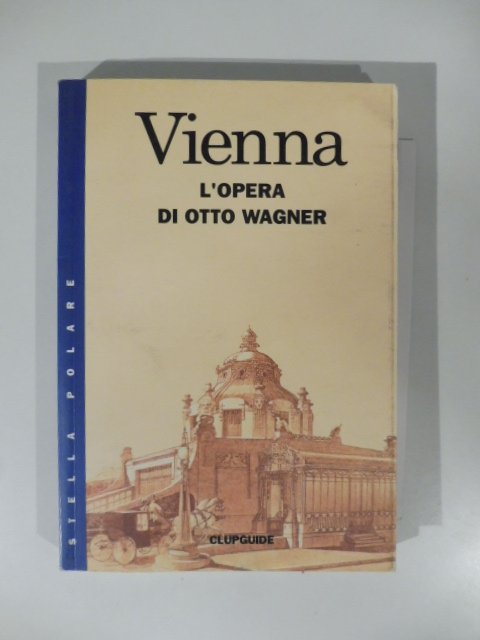 Vienna
L'OPERA
DI OTTO WAGNER
STELLA POLARE
CLUPGUIDE